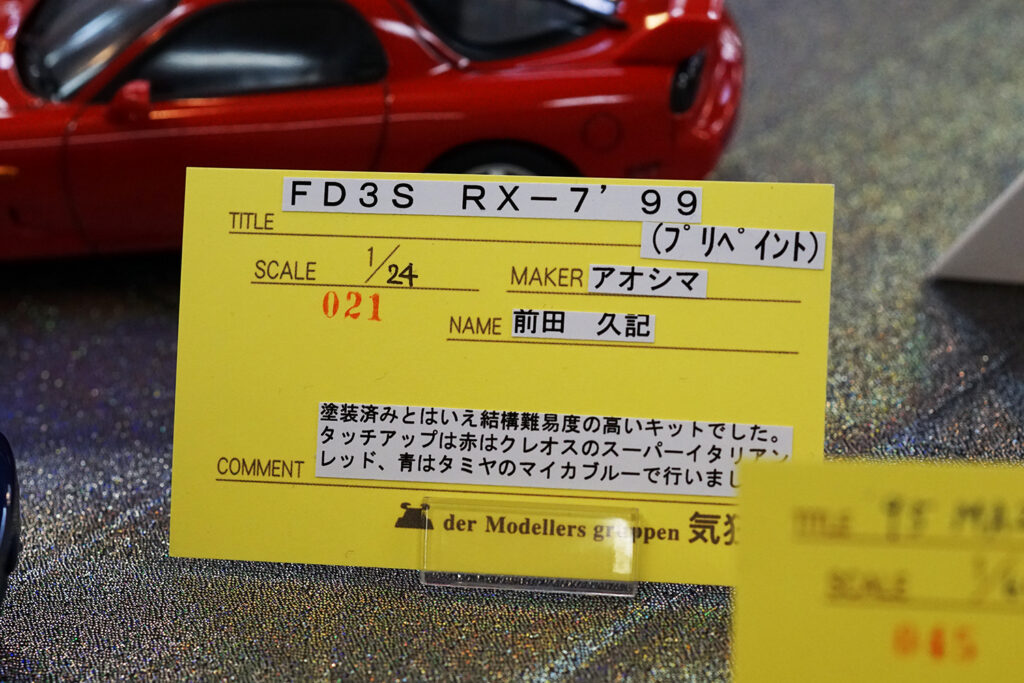 FD3S RX-7' 99
TITLE
(プリペイント)
SCALE 1/24
MAKER アオシマ
021
NAME 前田 久記
塗装済みとはいえ結構難易度の高いキットでした。
タッチアップは赤はクレオスのスーパーイタリアン
COMMENT レッド、青はタミヤのマイカブルーで行いまし
der Modellers gruppen 気
TITLE
SCALE
045